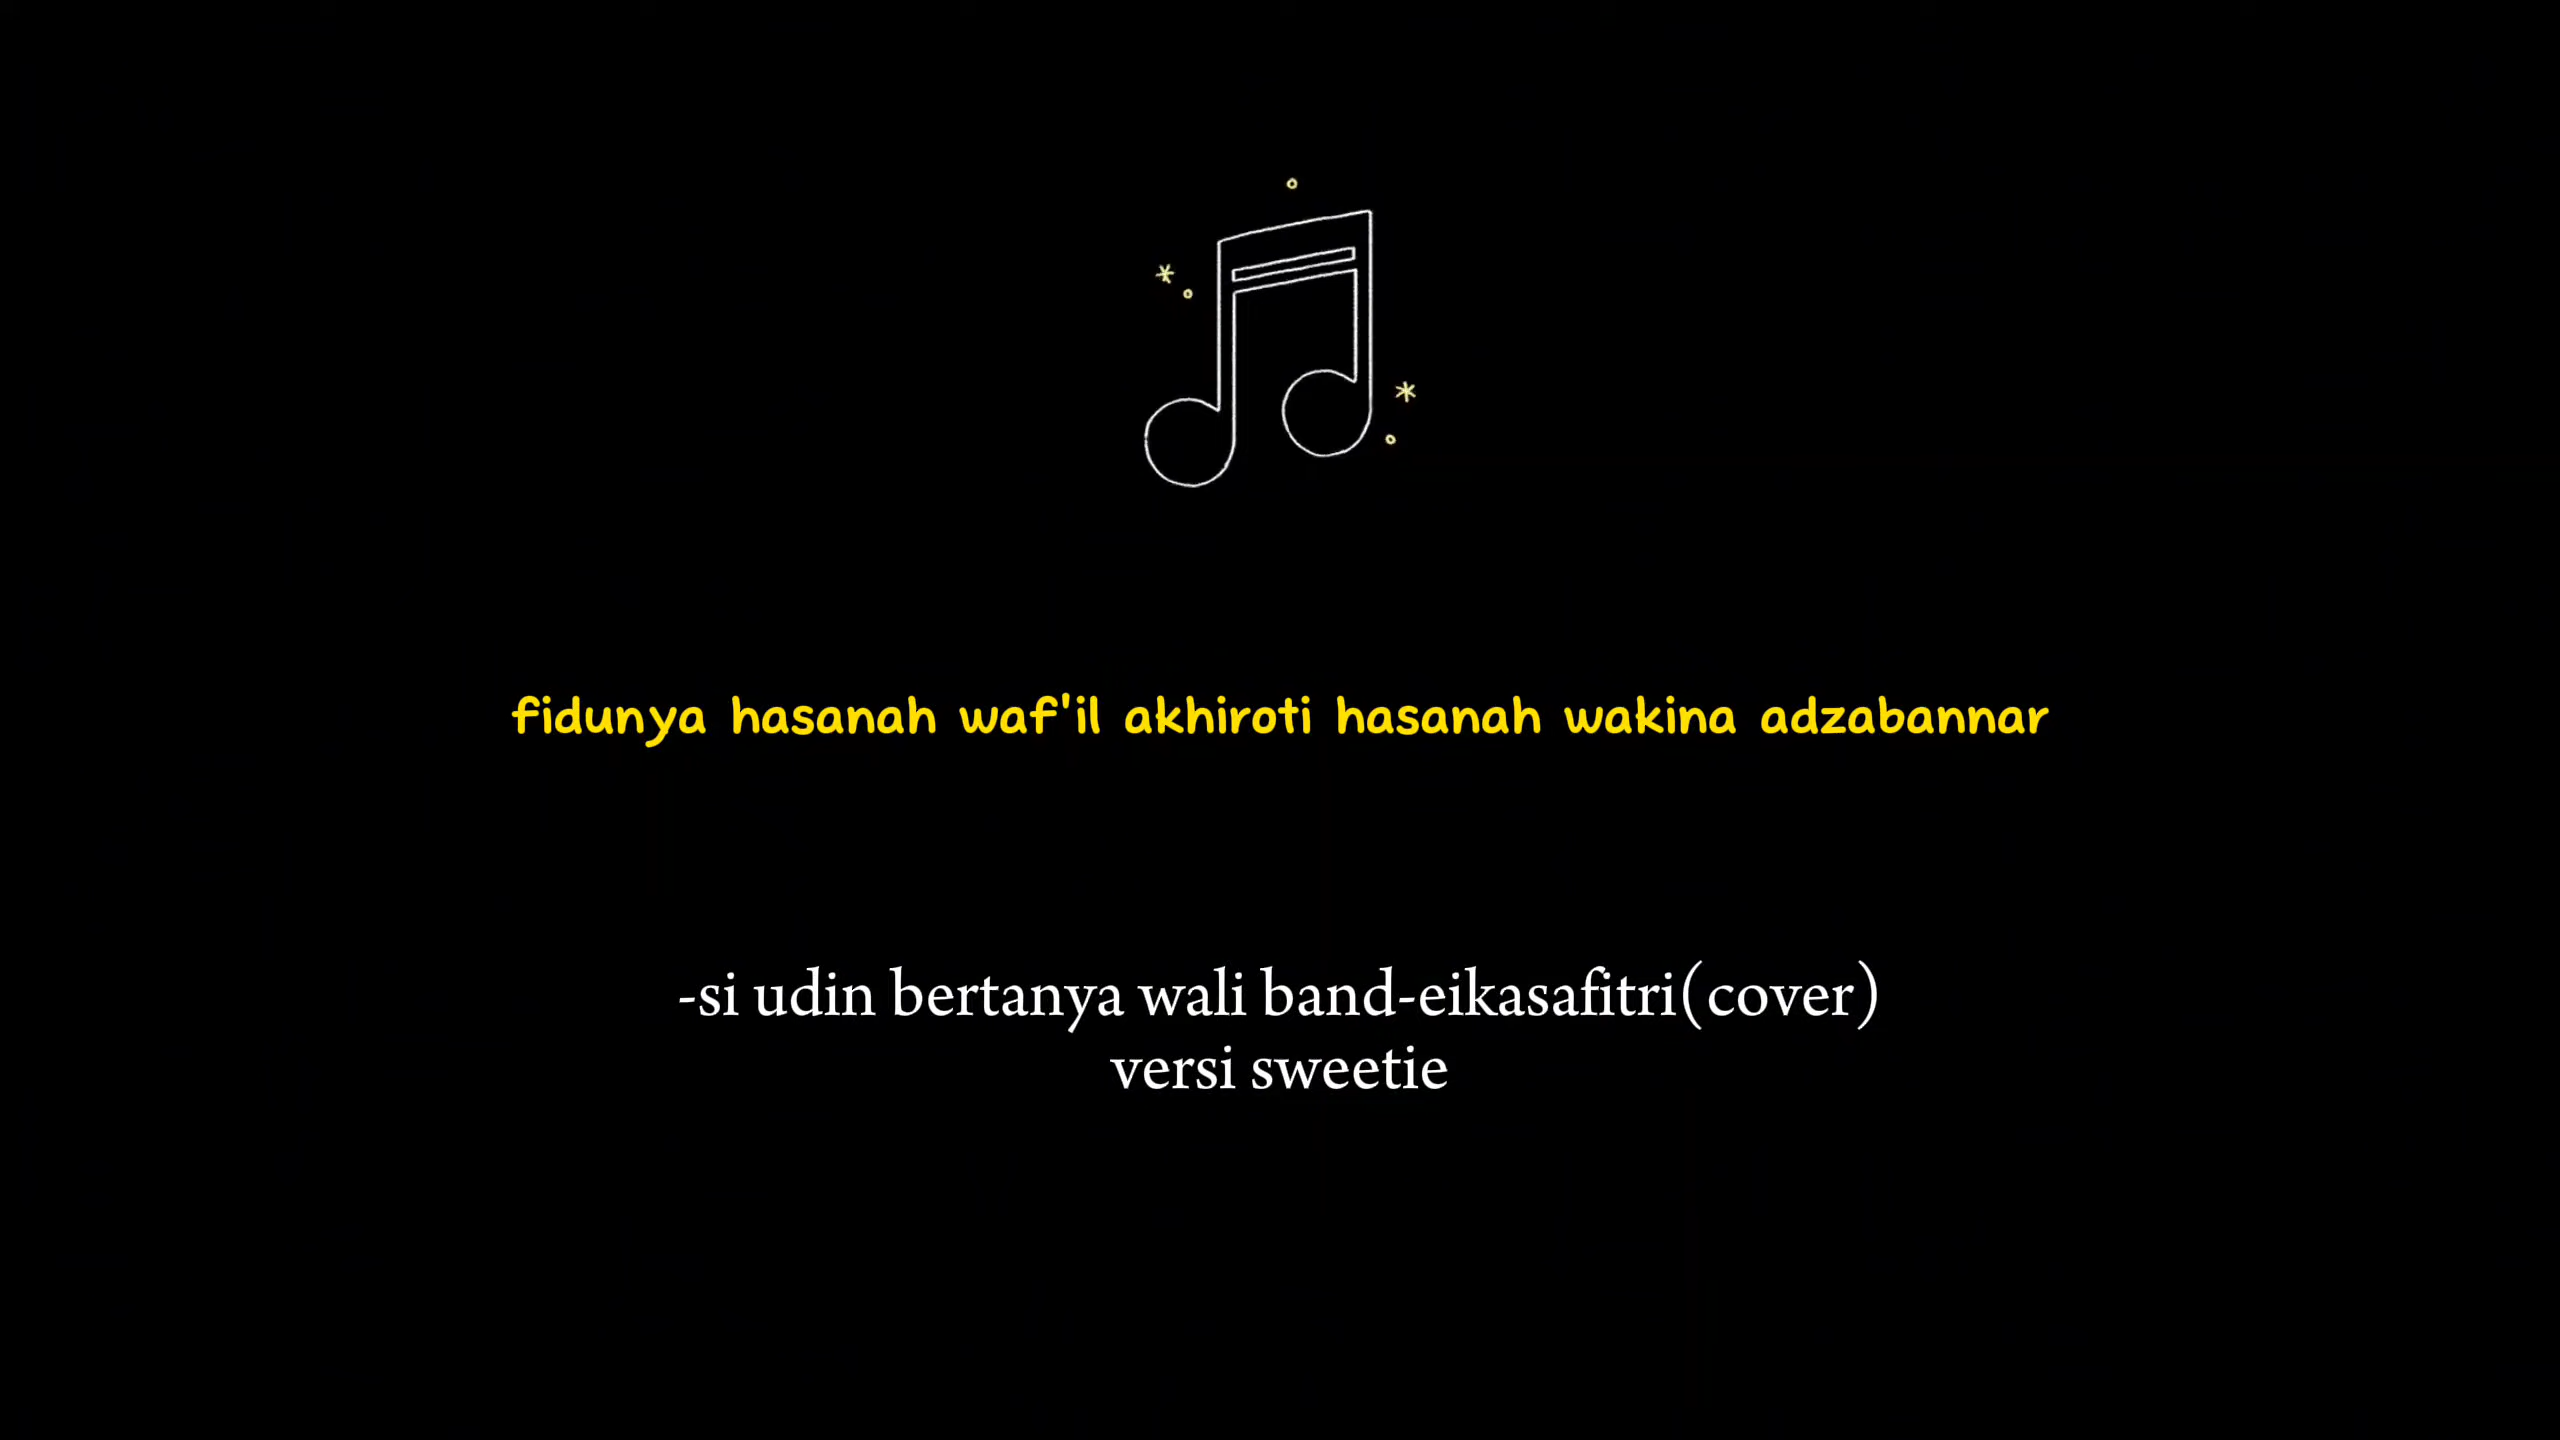 fidunya hasanah waf'il akhiroti hasanah wakina adzabannar
-si udin bertanya wali band-eikasafitri(cover)
versi sweetie